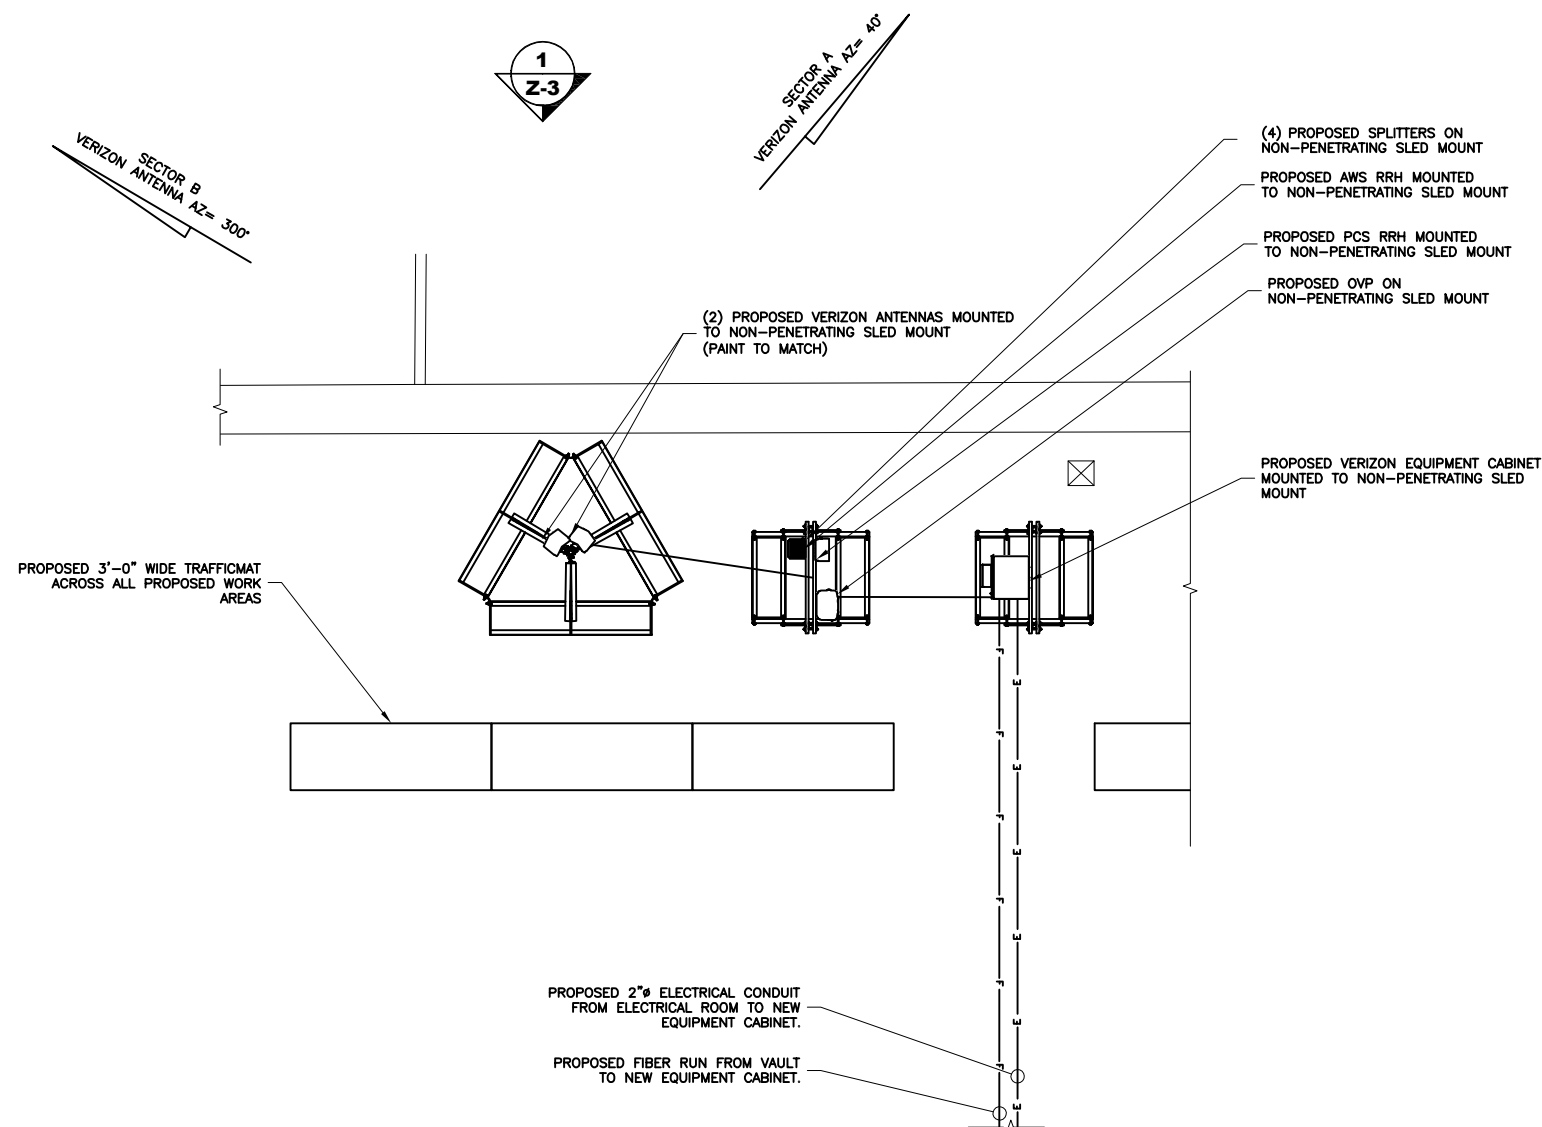 1
Z-3
SECTOR A
VERIZON ANTENNA AZ= 40°
SECTOR B
VERIZON ANTENNA AZ= 300°
(4) PROPOSED SPLITTERS ON
NON-PENETRATING SLED MOUNT
PROPOSED AWS RRH MOUNTED
TO NON-PENETRATING SLED MOUNT
PROPOSED PCS RRH MOUNTED
TO NON-PENETRATING SLED MOUNT
PROPOSED OVP ON
NON-PENETRATING SLED MOUNT
(2) PROPOSED VERIZON ANTENNAS MOUNTED
TO NON-PENETRATING SLED MOUNT
(PAINT TO MATCH)
PROPOSED VERIZON EQUIPMENT CABINET
MOUNTED TO NON-PENETRATING SLED
MOUNT
PROPOSED 3'-0" WIDE TRAFFICMAT
ACROSS ALL PROPOSED WORK
AREAS
F
E
F
E
F
E
F
E
F
E
F
E
PROPOSED 2"ø ELECTRICAL CONDUIT
FROM ELECTRICAL ROOM TO NEW
EQUIPMENT CABINET.
PROPOSED FIBER RUN FROM VAULT
TO NEW EQUIPMENT CABINET.